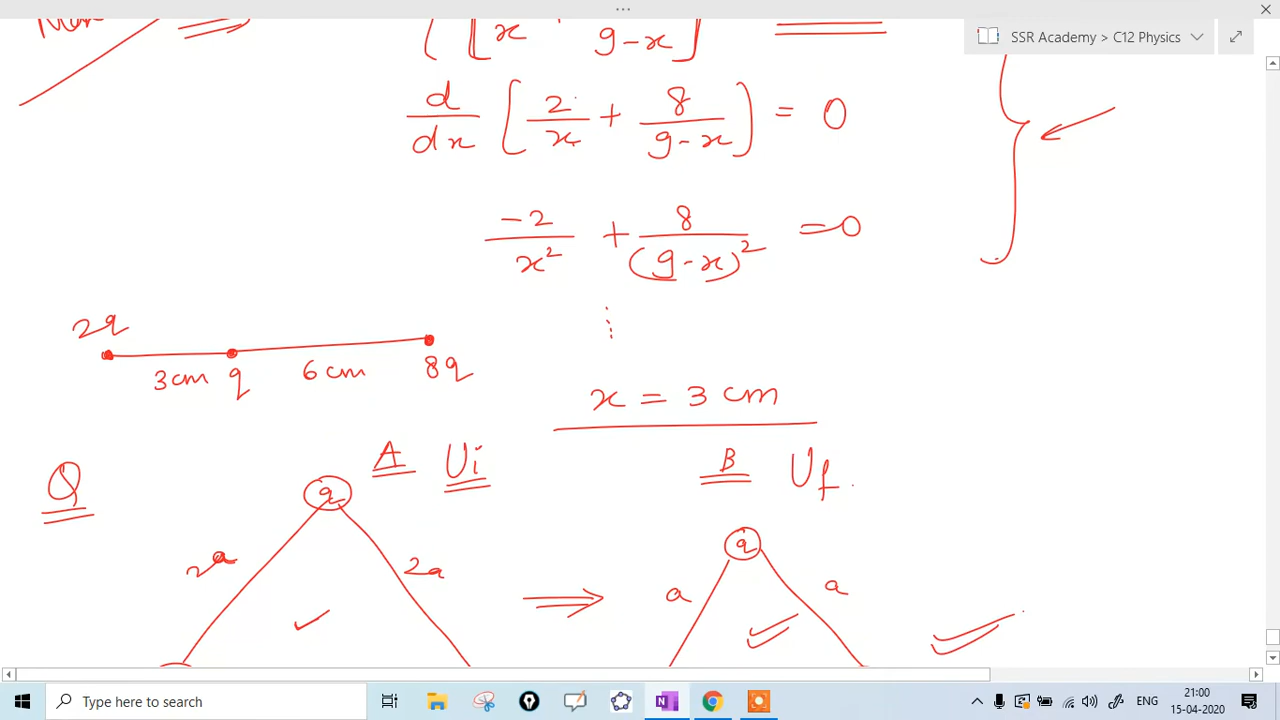 ...
SSR Academy > C12 Physics
x 9-x
d/dx [ 2/x + 8/(9-x) ] = 0
-2/x² + 8/(9-x)² = 0
2q
3cm q 6cm 8q
x = 3 cm
Q A Ui B Uf
q q
2a 2a ⇒ a a
Type here to search
21:00
15-04-2020